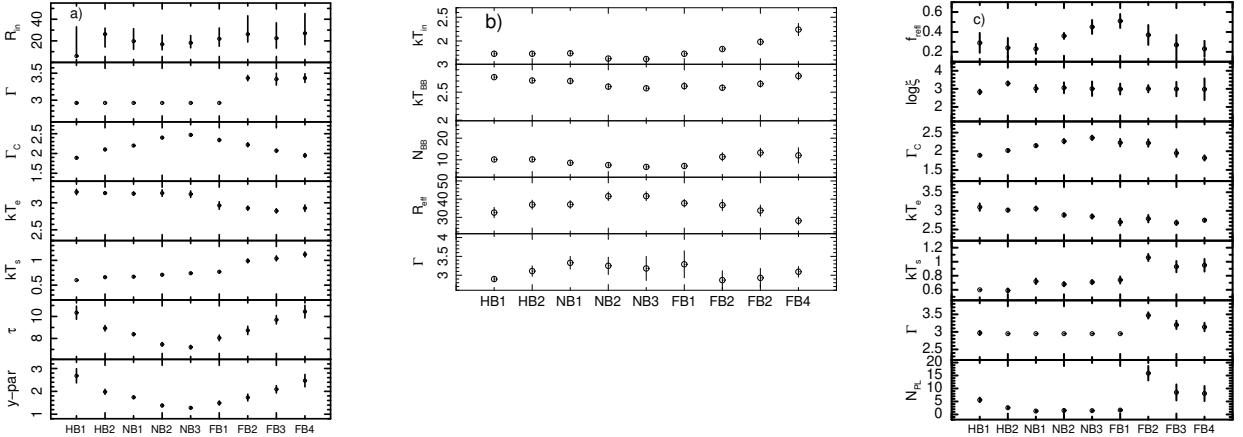 a)
R_in
20 40
Γ
3 3.5
Γ_C
1.5 2 2.5
kT_e
2.5 3
kT_s
0.5 1
τ
8 10
y-par
1 2 3
HB1 HB2 NB1 NB2 NB3 FB1 FB2 FB3 FB4
b)
kT_in
2 2.5
kT_BB
2 2.5 3
N_BB
10 20
R_eff
30 40 50
Γ
3 3.5 4
HB1 HB2 NB1 NB2 NB3 FB1 FB2 FB2 FB4
c)
f_refl
0.2 0.4 0.6
logξ
2 3 4
Γ_C
1.5 2 2.5
kT_e
2.5 3 3.5
kT_s
0.6 0.8 1 1.2
Γ
2.5 3 3.5
N_PL
0 5 10 15 20
HB1 HB2 NB1 NB2 NB3 FB1 FB2 FB3 FB4